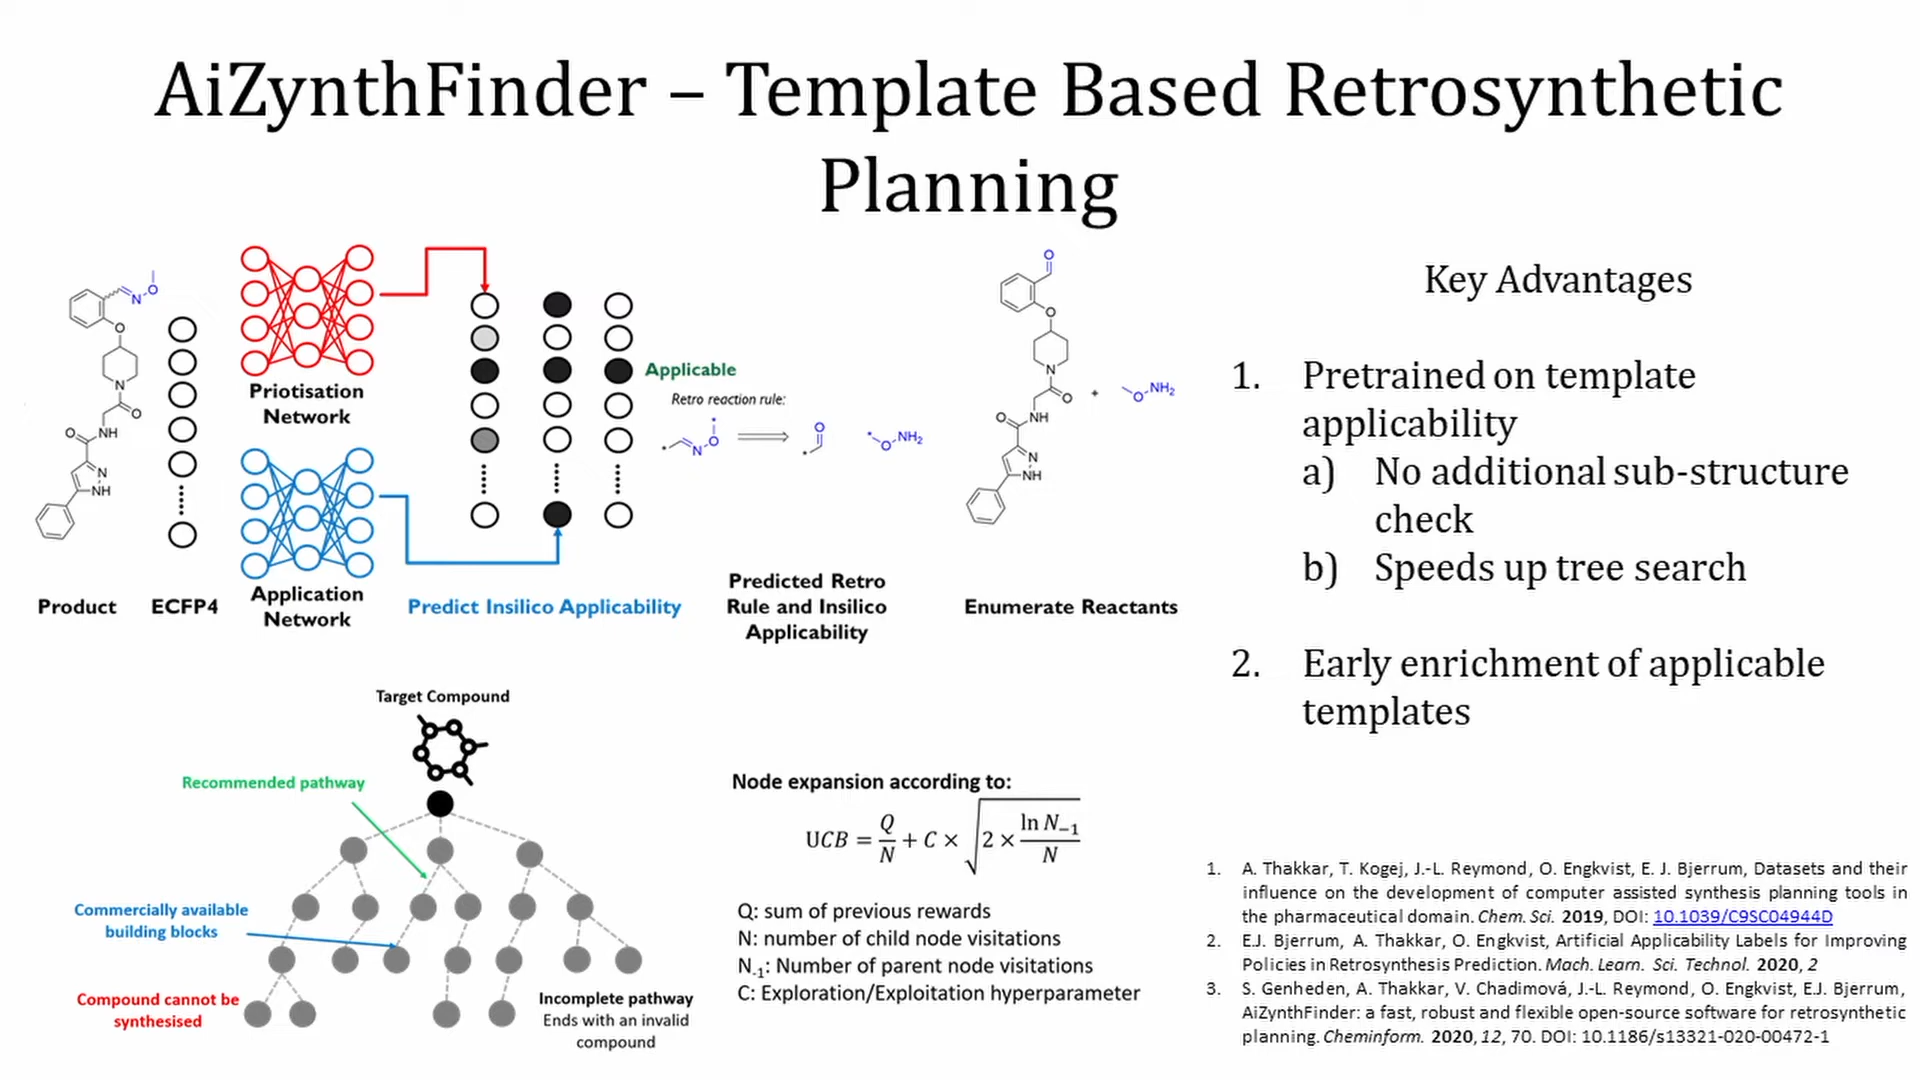 AiZynthFinder – Template Based Retrosynthetic
Planning
Priotisation
Network
Application
Network
Product
ECFP4
Predict Insilico Applicability
Applicable
Retro reaction rule:
Predicted Retro
Rule and Insilico
Applicability
Enumerate Reactants
N
O
O
N
O
NH
O
N
NH
N
O
O
O
NH₂
O
O
N
O
NH
O
N
NH
+
O
NH₂
Key Advantages
1. Pretrained on template
applicability
a) No additional sub-structure
check
b) Speeds up tree search
2. Early enrichment of applicable
templates
Target Compound
Recommended pathway
Commercially available
building blocks
Compound cannot be
synthesised
Incomplete pathway
Ends with an invalid
compound
Node expansion according to:
UCB = Q/N + C × √(2 × ln N₋₁/N)
Q: sum of previous rewards
N: number of child node visitations
N₋₁: Number of parent node visitations
C: Exploration/Exploitation hyperparameter
1. A. Thakkar, T. Kogej, J.-L. Reymond, O. Engkvist, E. J. Bjerrum, Datasets and their
influence on the development of computer assisted synthesis planning tools in
the pharmaceutical domain. Chem. Sci. 2019, DOI: 10.1039/C9SC04944D
2. E.J. Bjerrum, A. Thakkar, O. Engkvist, Artificial Applicability Labels for Improving
Policies in Retrosynthesis Prediction. Mach. Learn. Sci. Technol. 2020, 2
3. S. Genheden, A. Thakkar, V. Chadimová, J.-L. Reymond, O. Engkvist, E.J. Bjerrum,
AiZynthFinder: a fast, robust and flexible open-source software for retrosynthetic
planning. Cheminform. 2020, 12, 70. DOI: 10.1186/s13321-020-00472-1